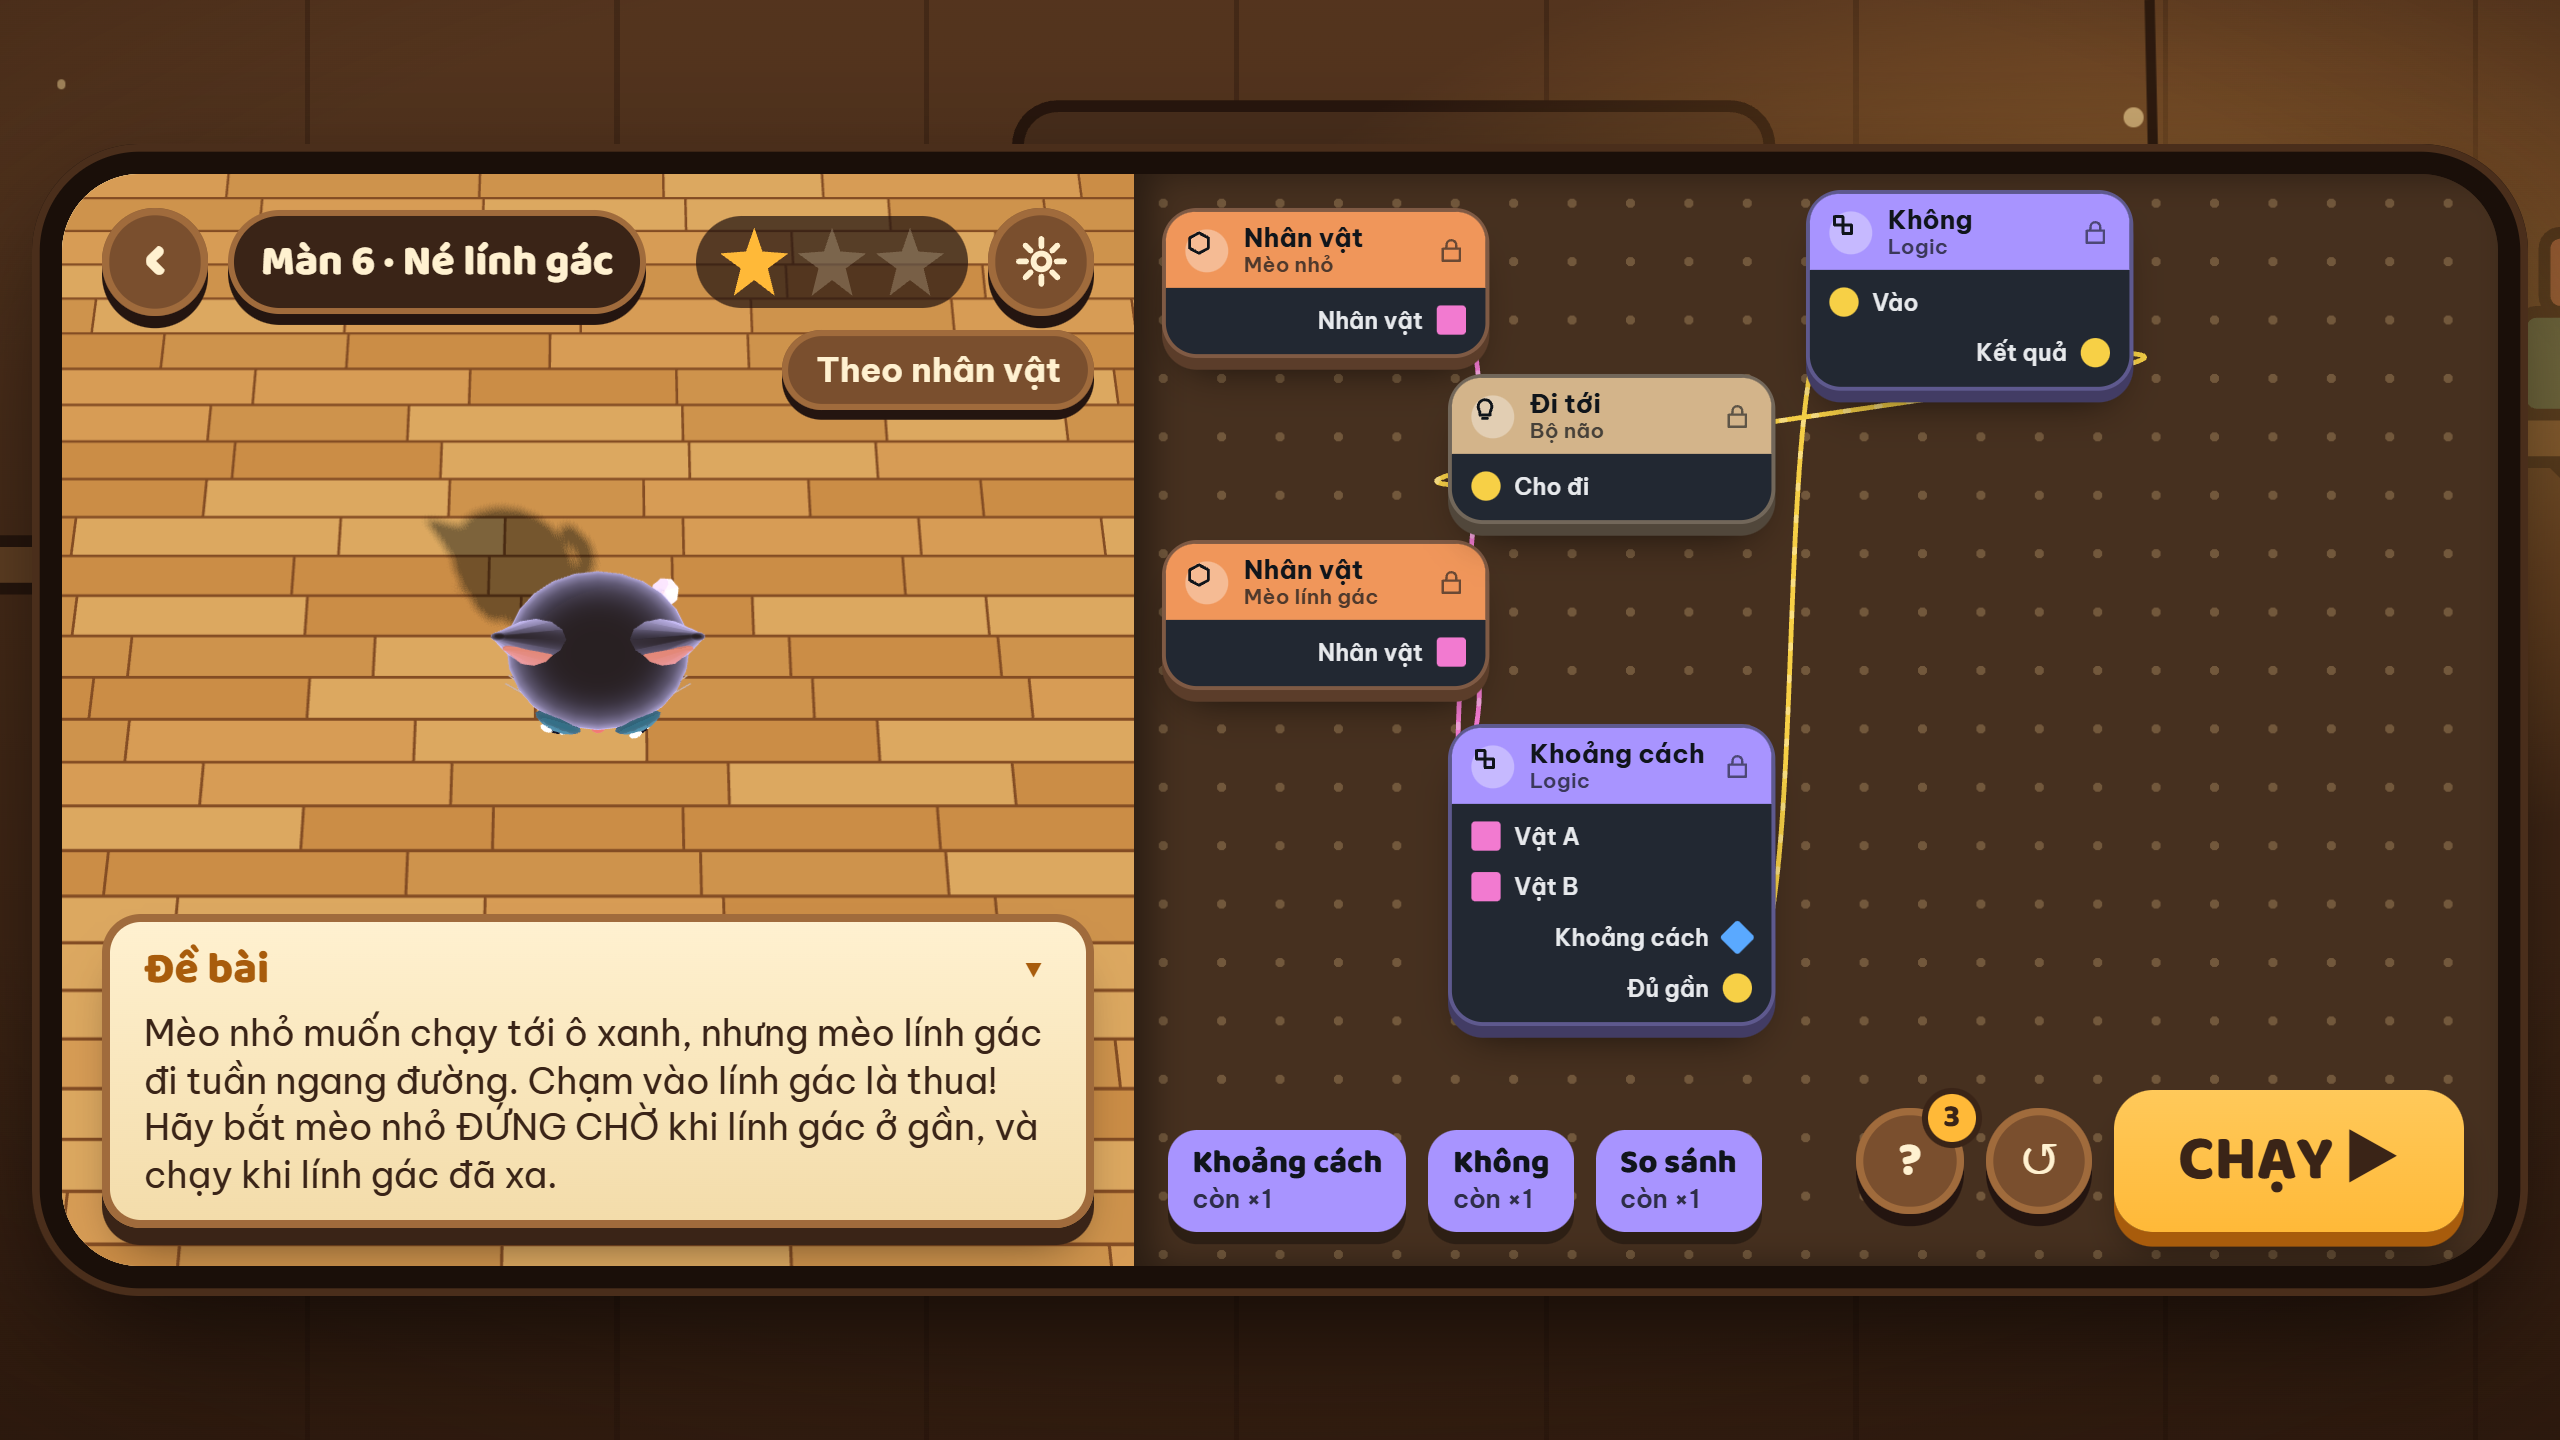 Màn 6 • Né lính gác
Theo nhân vật
Đề bài
Mèo nhỏ muốn chạy tới ô xanh, nhưng mèo lính gác
đi tuần ngang đường. Chạm vào lính gác là thua!
Hãy bắt mèo nhỏ ĐỨNG CHỜ khi lính gác ở gần, và
chạy khi lính gác đã xa.
Nhân vật
Mèo nhỏ
Nhân vật
Không
Logic
Vào
Kết quả
Đi tới
Bộ não
Cho đi
Nhân vật
Mèo lính gác
Nhân vật
Khoảng cách
Logic
Vật A
Vật B
Khoảng cách
Đủ gần
Khoảng cách
còn ×1
Không
còn ×1
So sánh
còn ×1
?
3
CHẠY